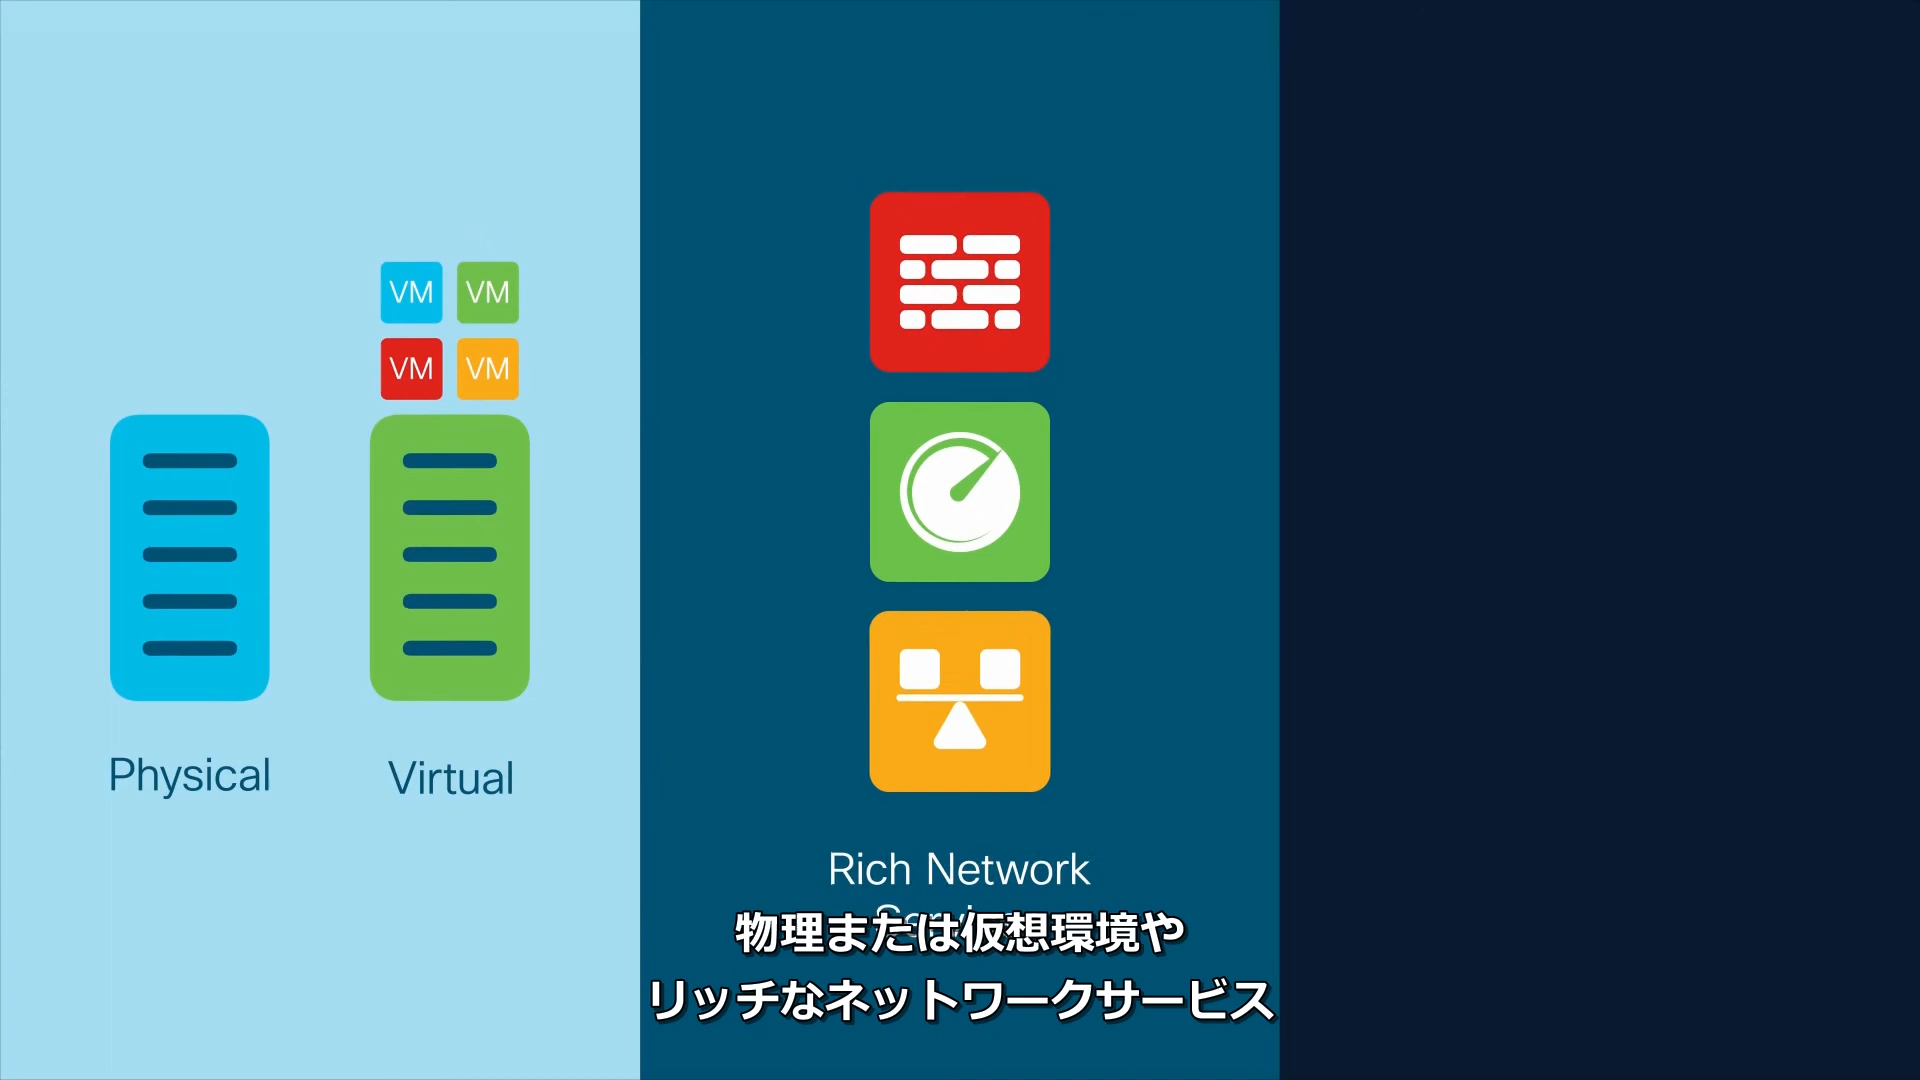 VM VM
VM VM
Physical
Virtual
Rich Network
物理または仮想環境や
リッチなネットワークサービス